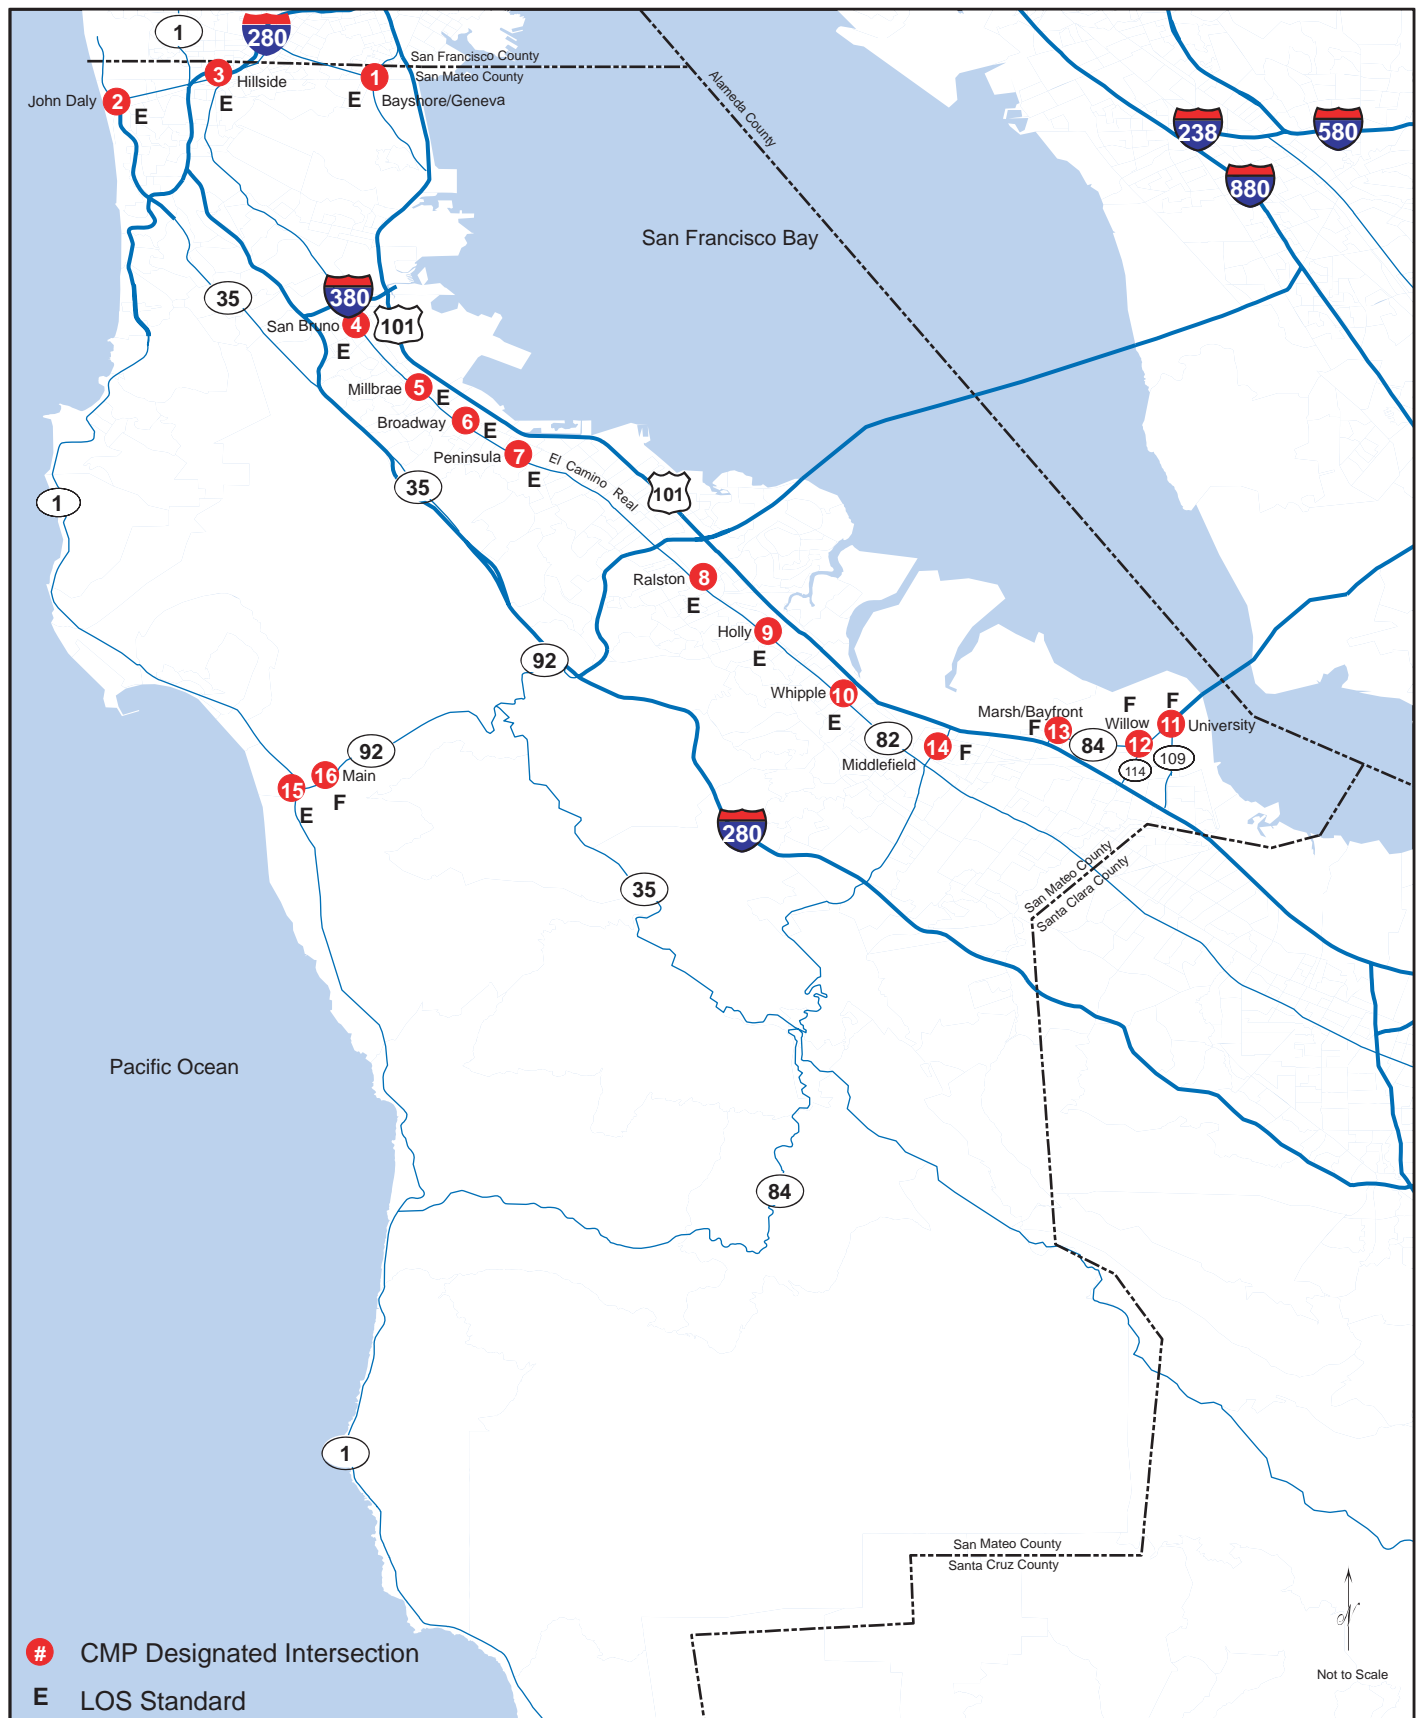 1
280
San Francisco County
San Mateo County
3
Hillside
E
1
E
Bayshore/Geneva
John Daly
2
E
Alameda County
238
580
880
San Francisco Bay
35
380
San Bruno
4
101
E
Millbrae
5
E
Broadway
6
E
Peninsula
7
E
El Camino Real
101
35
1
Ralston
8
E
Holly
9
E
92
Whipple
10
E
82
Middlefield
14
F
Marsh/Bayfront
F
13
84
F
Willow
12
114
F
11
University
109
92
16
Main
F
15
E
280
35
San Mateo County
Santa Clara County
Pacific Ocean
84
1
San Mateo County
Santa Cruz County
N
Not to Scale
# CMP Designated Intersection
E LOS Standard